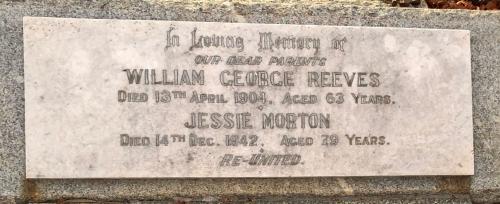 In Loving Memory of
OUR DEAR PARENTS
WILLIAM GEORGE REEVES
DIED 13TH APRIL 1904. AGED 63 YEARS.
JESSIE MORTON
DIED 14TH DEC. 1942. AGED 79 YEARS.
RE-UNITED.